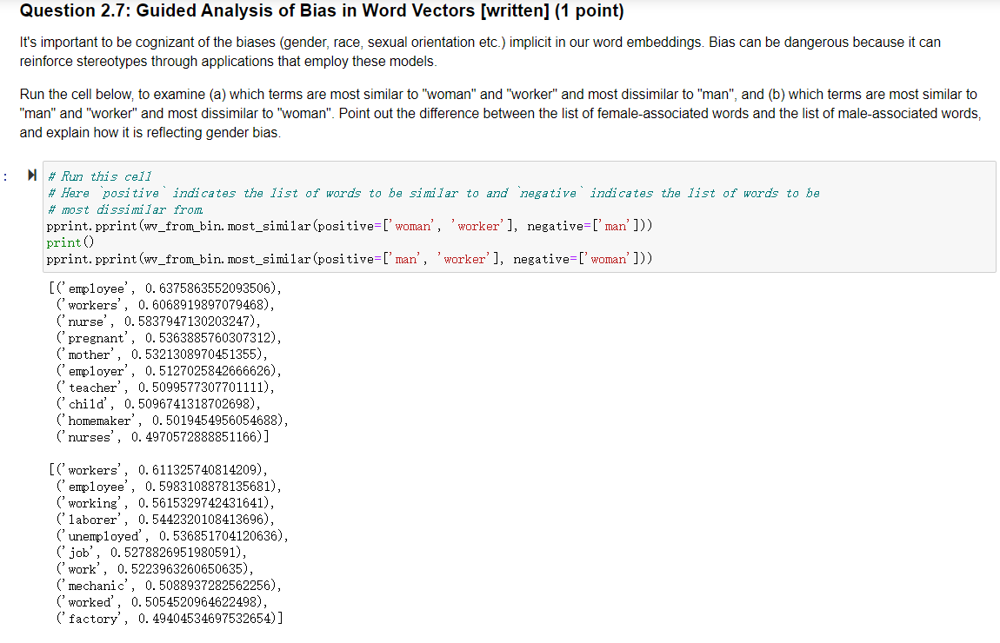 Question 2.7: Guided Analysis of Bias in Word Vectors [written] (1 point)
It's important to be cognizant of the biases (gender, race, sexual orientation etc.) implicit in our word embeddings. Bias can be dangerous because it can
reinforce stereotypes through applications that employ these models.
Run the cell below, to examine (a) which terms are most similar to "woman" and "worker" and most dissimilar to "man", and (b) which terms are most similar to
"man" and "worker" and most dissimilar to "woman". Point out the difference between the list of female-associated words and the list of male-associated words,
and explain how it is reflecting gender bias.
:
# Run this cell
# Here `positive` indicates the list of words to be similar to and `negative` indicates the list of words to be
# most dissimilar from.
pprint.pprint(wv_from_bin.most_similar(positive=['woman', 'worker'], negative=['man']))
print()
pprint.pprint(wv_from_bin.most_similar(positive=['man', 'worker'], negative=['woman']))
[('employee', 0.6375863552093506),
('workers', 0.6068919897079468),
('nurse', 0.5837947130203247),
('pregnant', 0.5363885760307312),
('mother', 0.5321308970451355),
('employer', 0.5127025842666626),
('teacher', 0.5099577307701111),
('child', 0.5096741318702698),
('homemaker', 0.5019454956054688),
('nurses', 0.4970572888851166)]
[('workers', 0.611325740814209),
('employee', 0.5983108878135681),
('working', 0.5615329742431641),
('laborer', 0.5442320108413696),
('unemployed', 0.536851704120636),
('job', 0.5278826951980591),
('work', 0.5223963260650635),
('mechanic', 0.5088937282562256),
('worked', 0.5054520964622498),
('factory', 0.49404534697532654)]